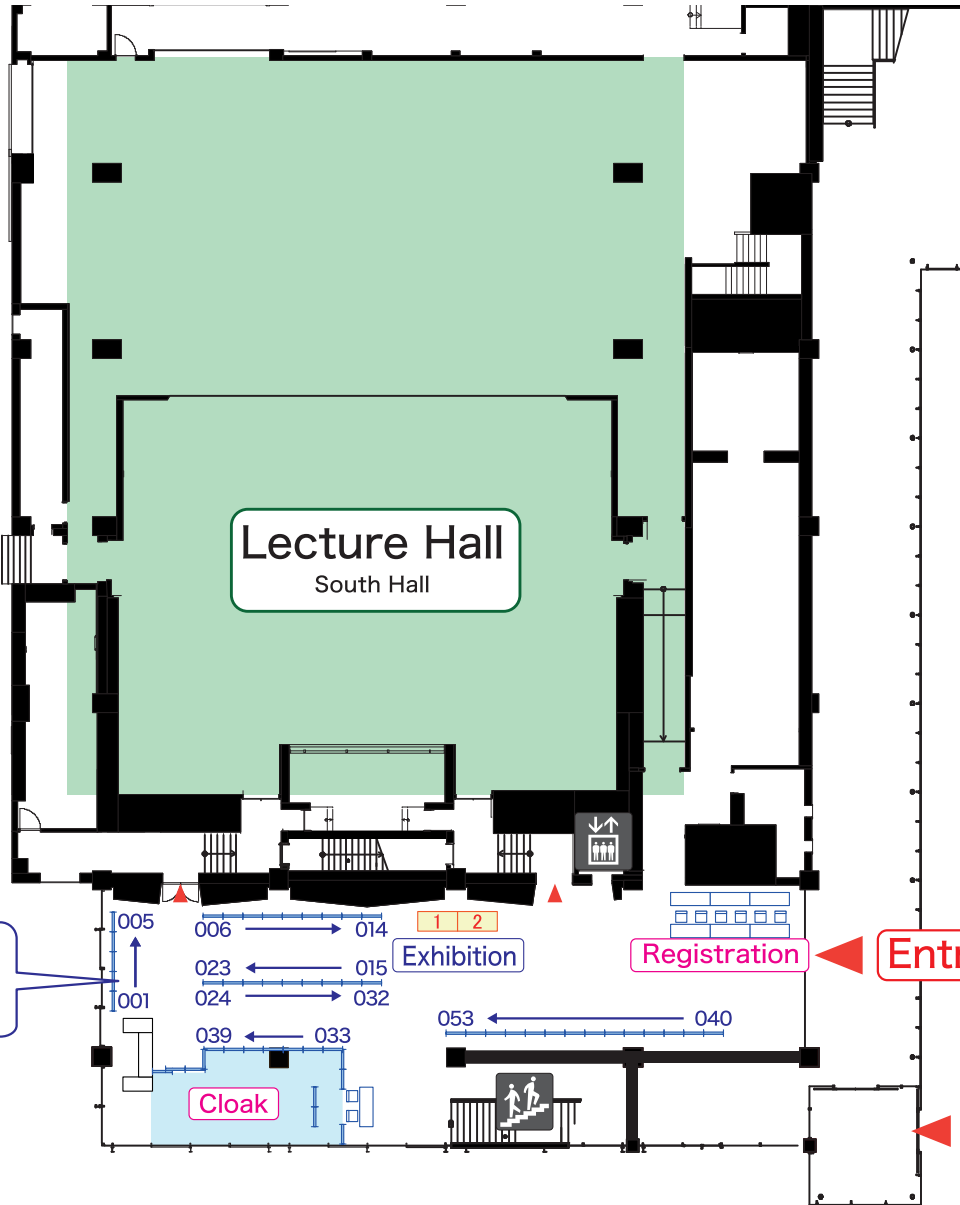 Lecture Hall
South Hall
005
006
014
1 2
Exhibition
Registration
Entr
023
015
024
032
001
053
040
039
033
Cloak